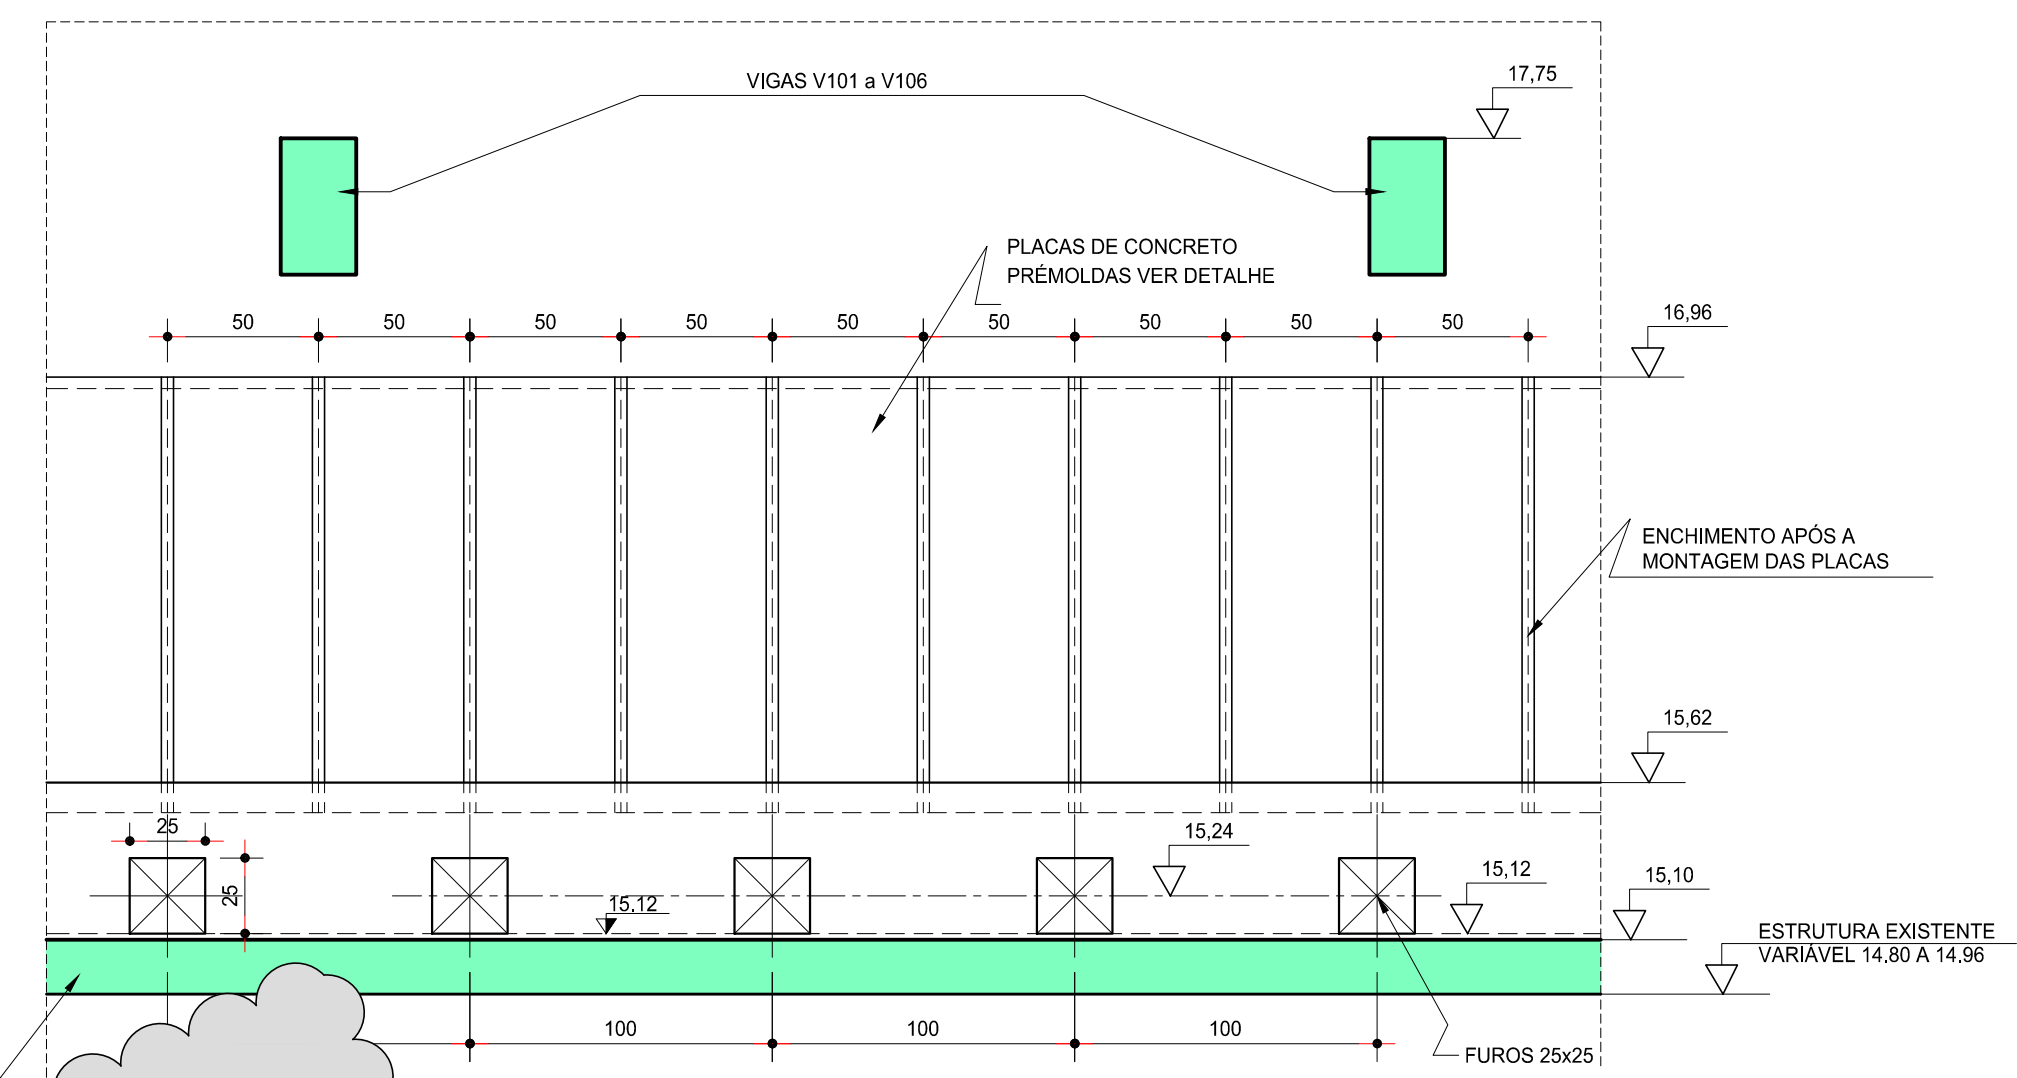 VIGAS V101 a V106
17,75
PLACAS DE CONCRETO
PRÉMOLDAS VER DETALHE
50 50 50 50 50 50 50 50 50
16,96
ENCHIMENTO APÓS A
MONTAGEM DAS PLACAS
15,62
25
15,24
25
15,12
15,12
15,10
ESTRUTURA EXISTENTE
VARIÁVEL 14.80 A 14.96
100 100 100
FUROS 25x25